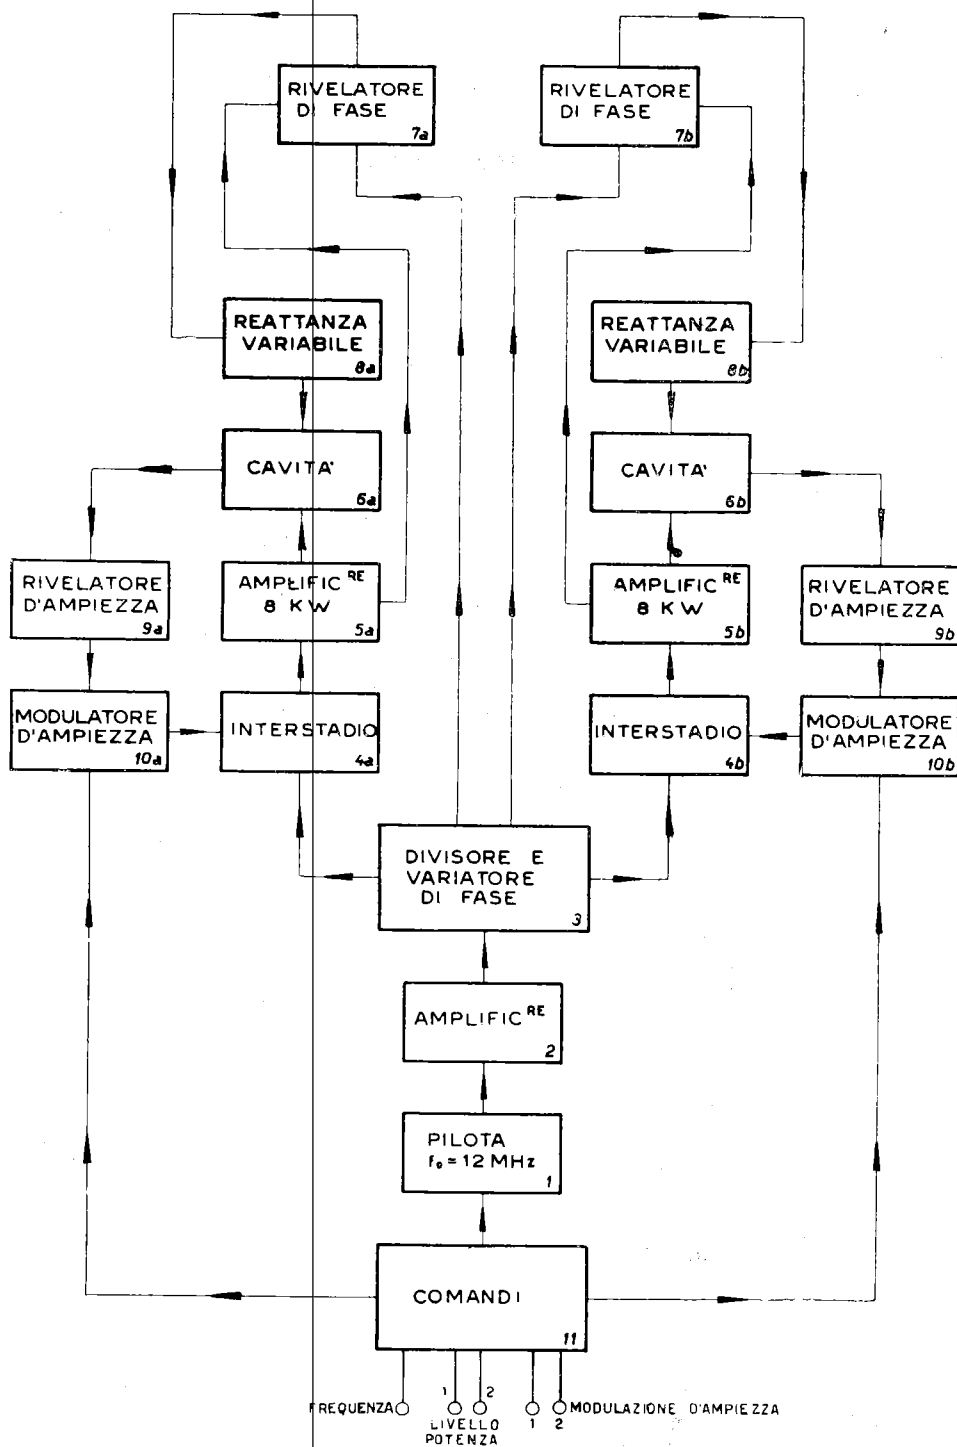 RIVELATORE
DI FASE
7a
RIVELATORE
DI FASE
7b
REATTANZA
VARIABILE
8a
REATTANZA
VARIABILE
8b
CAVITA'
6a
CAVITA'
6b
RIVELATORE
D'AMPIEZZA
9a
AMPLIFIC RE
8 KW
5a
AMPLIFIC RE
8 KW
5b
RIVELATORE
D'AMPIEZZA
9b
MODULATORE
D'AMPIEZZA
10a
INTERSTADIO
4a
INTERSTADIO
4b
MODULATORE
D'AMPIEZZA
10b
DIVISORE E
VARIATORE
DI FASE
3
AMPLIFIC RE
2
PILOTA
fo = 12 MHz
1
COMANDI
11
FREQUENZA
1 2
LIVELLO
POTENZA
1 2
MODULAZIONE D'AMPIEZZA